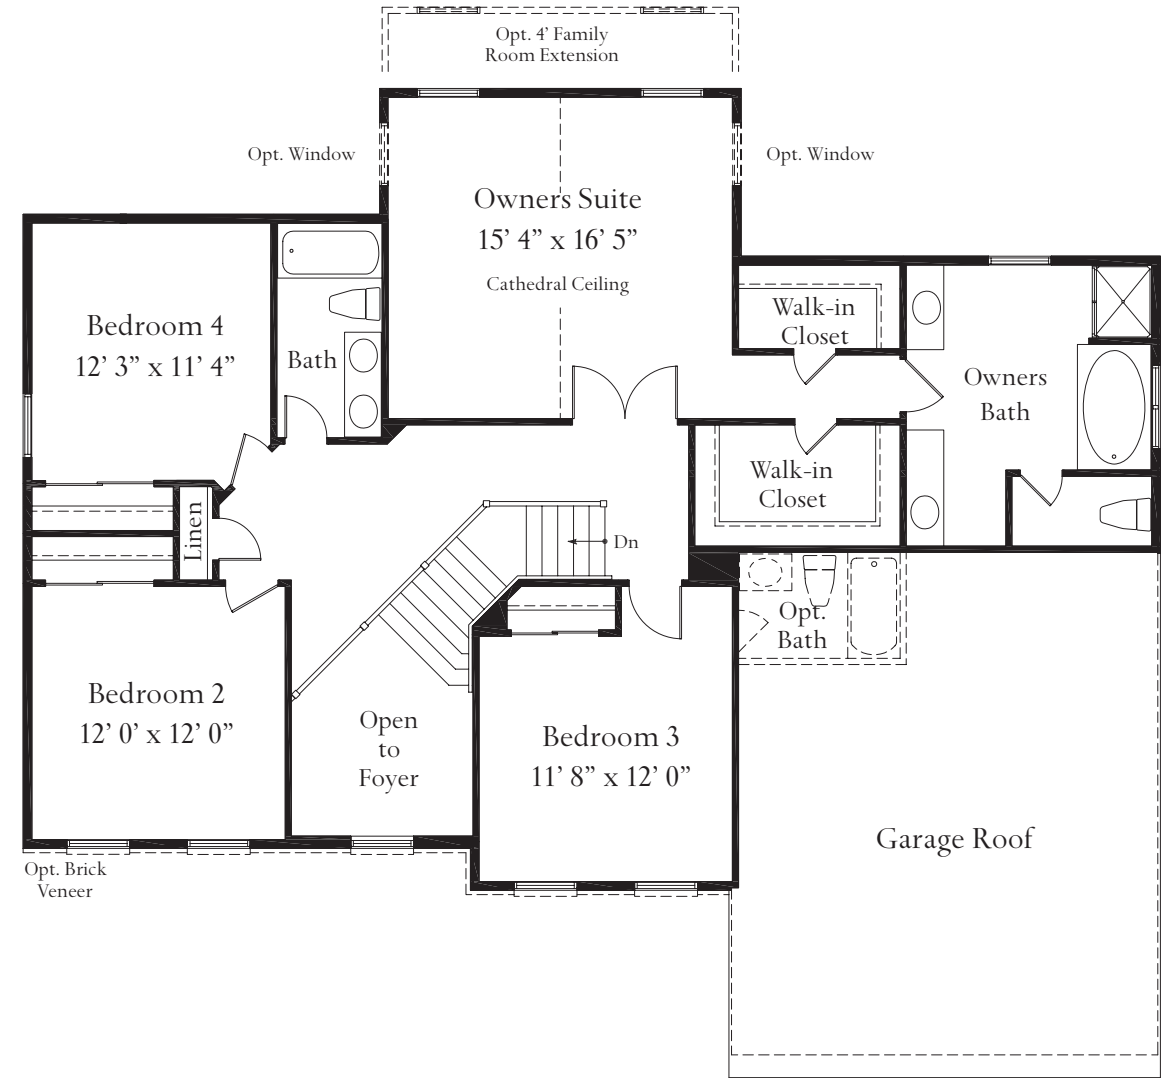 Opt. 4’ Family
Room Extension
Opt. Window
Opt. Window
Owners Suite
15’ 4” x 16’ 5”
Cathedral Ceiling
Bedroom 4
12’ 3” x 11’ 4”
Bath
Walk-in
Closet
Owners
Bath
Walk-in
Closet
Linen
Dn
Opt.
Bath
Bedroom 2
12’ 0’ x 12’ 0”
Open
to
Foyer
Bedroom 3
11’ 8” x 12’ 0”
Garage Roof
Opt. Brick
Veneer